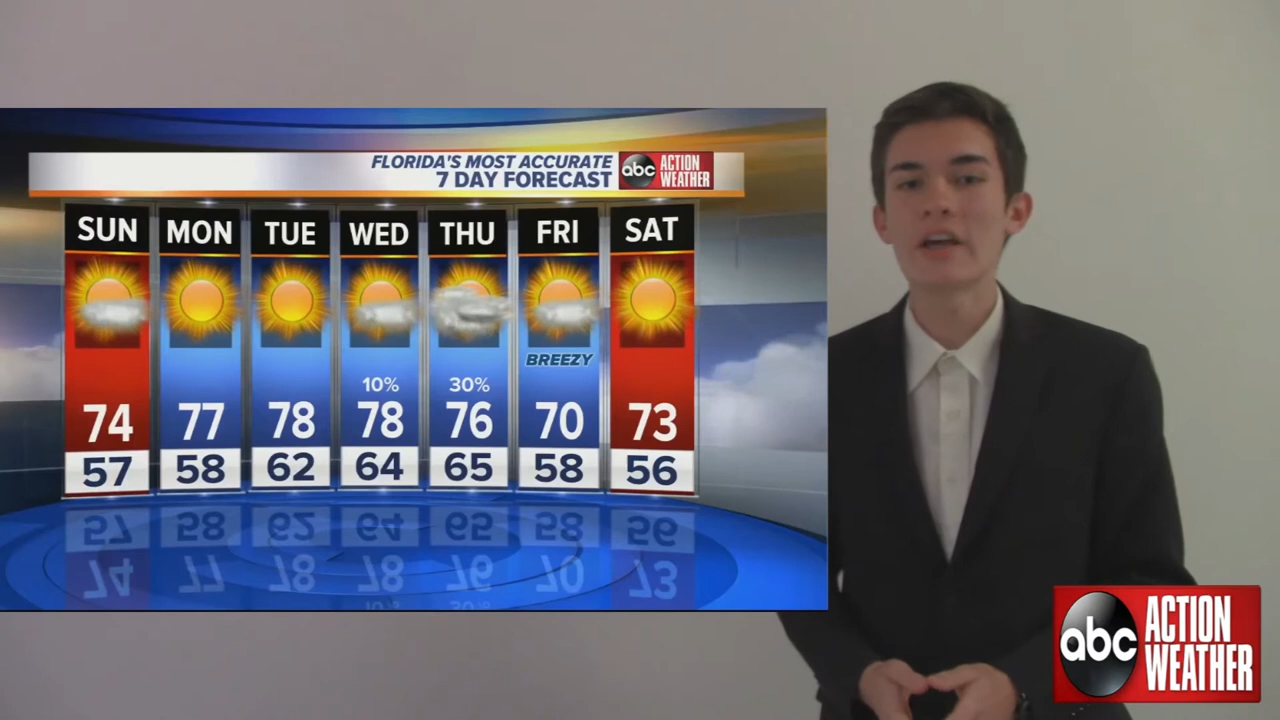 FLORIDA'S MOST ACCURATE
7 DAY FORECAST
abc ACTION WEATHER
SUN MON TUE WED THU FRI SAT
BREEZY
10% 30%
74 77 78 78 76 70 73
57 58 62 64 65 58 56
abc ACTION WEATHER